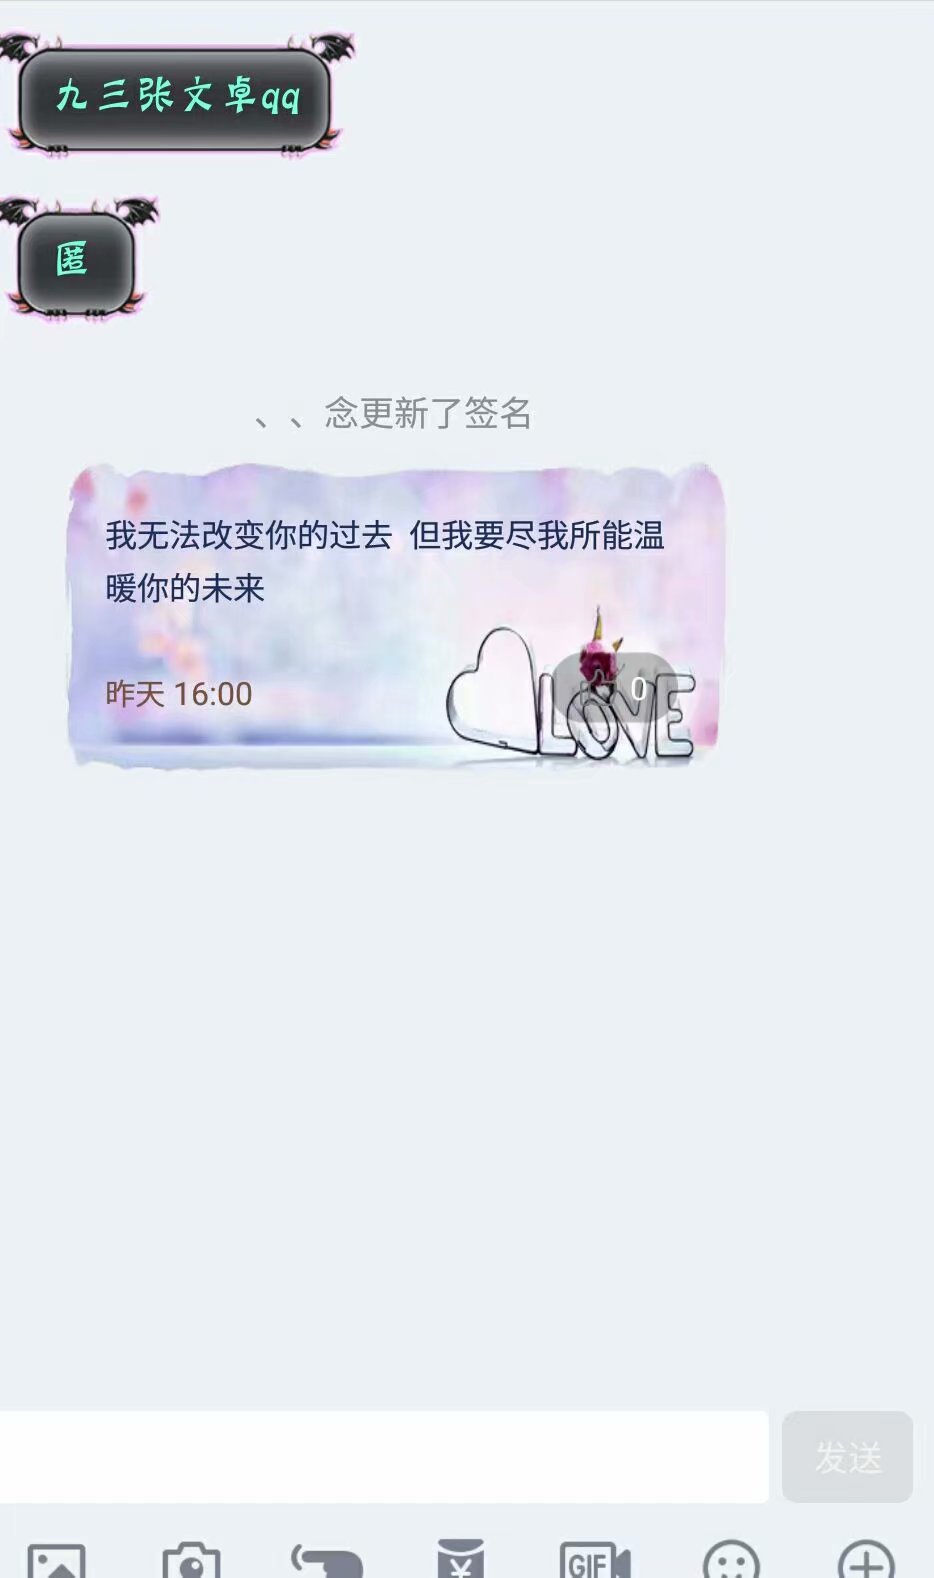 九三张文卓qq
匿
、、念更新了签名
我无法改变你的过去 但我要尽我所能温
暖你的未来
昨天 16:00
0
LOVE
发送
GIF